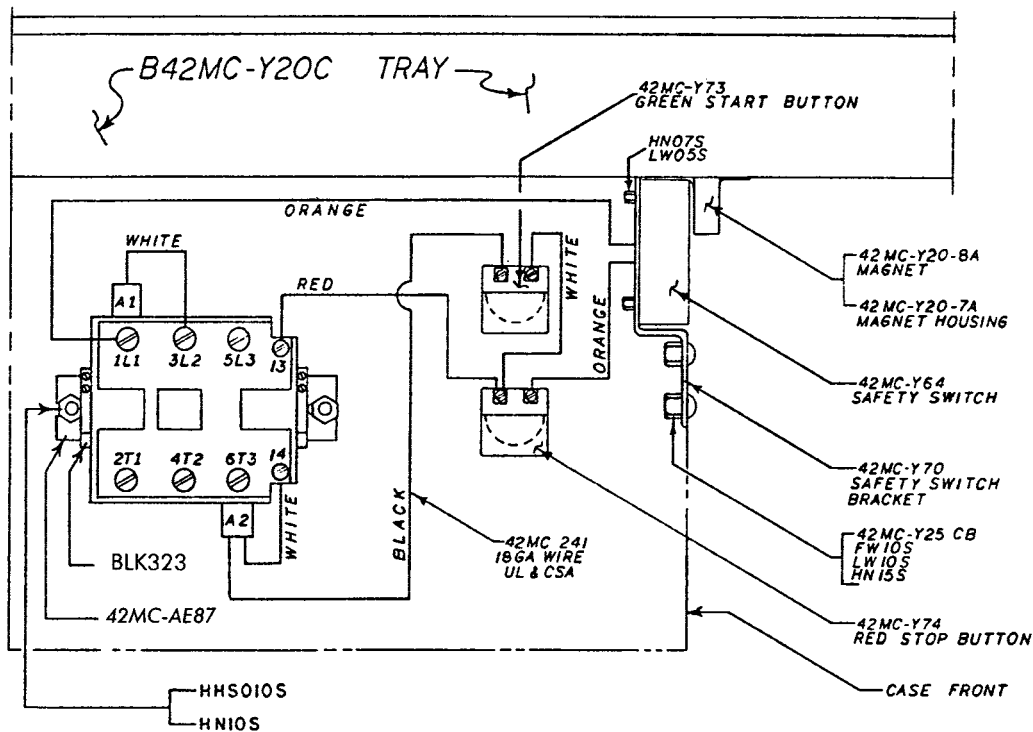 B42MC-Y20C TRAY
42MC-Y73
GREEN START BUTTON
HN07S
LW05S
ORANGE
WHITE
A1
RED
WHITE
ORANGE
42MC-Y20-8A
MAGNET
42MC-Y20-7A
MAGNET HOUSING
1L1 3L2 5L3 13
42MC-Y64
SAFETY SWITCH
2T1 4T2 6T3 14
A2
WHITE
BLACK
42MC-Y70
SAFETY SWITCH
BRACKET
42MC 241
18GA WIRE
UL & CSA
42MC-Y25 CB
FW10S
LW10S
HN15S
BLK323
42MC-AE87
42MC-Y74
RED STOP BUTTON
CASE FRONT
HHSO10S
HN10S